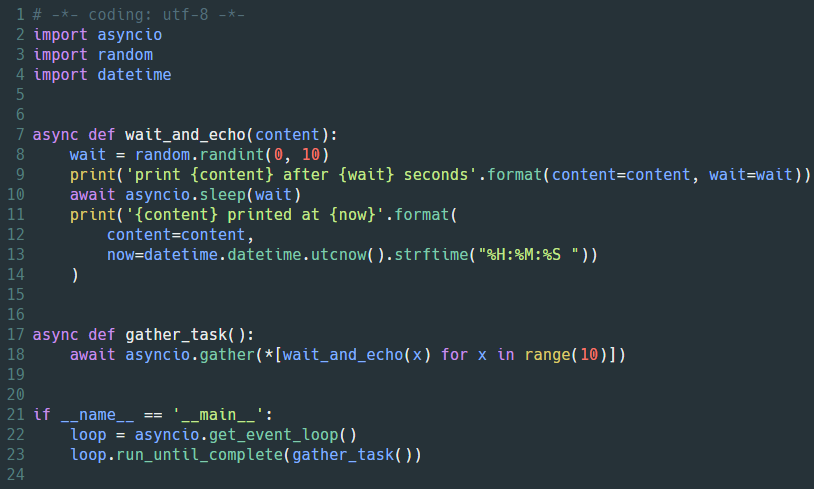 1 # -*- coding: utf-8 -*-
2 import asyncio
3 import random
4 import datetime
5
6
7 async def wait_and_echo(content):
8     wait = random.randint(0, 10)
9     print('print {content} after {wait} seconds'.format(content=content, wait=wait))
10     await asyncio.sleep(wait)
11     print('{content} printed at {now}'.format(
12         content=content,
13         now=datetime.datetime.utcnow().strftime("%H:%M:%S "))
14     )
15
16
17 async def gather_task():
18     await asyncio.gather(*[wait_and_echo(x) for x in range(10)])
19
20
21 if __name__ == '__main__':
22     loop = asyncio.get_event_loop()
23     loop.run_until_complete(gather_task())
24